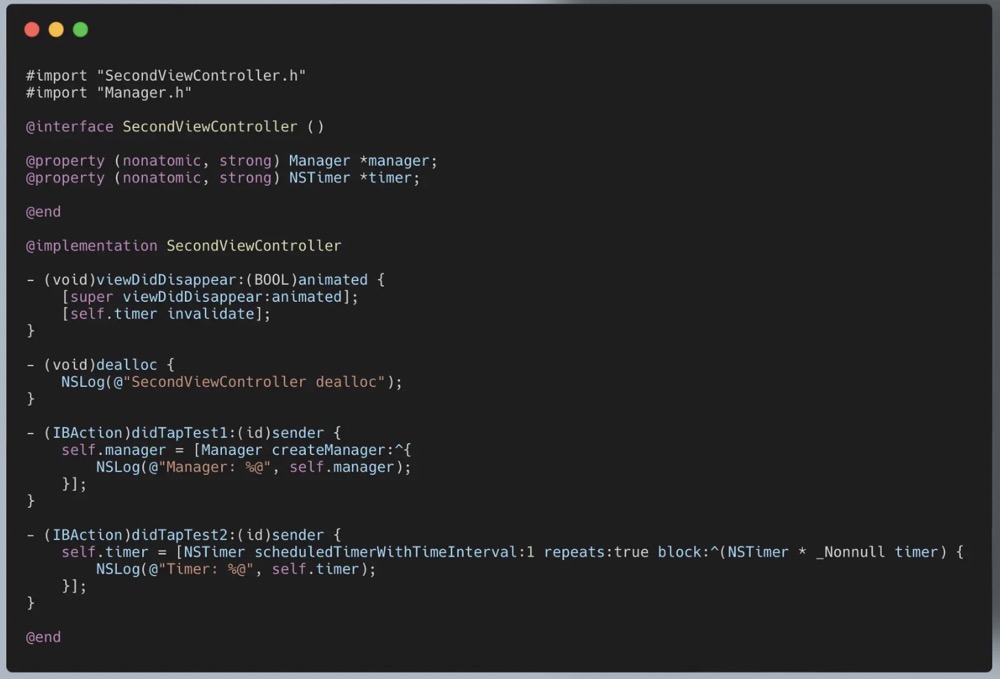 #import "SecondViewController.h"
#import "Manager.h"
@interface SecondViewController ()
@property (nonatomic, strong) Manager *manager;
@property (nonatomic, strong) NSTimer *timer;
@end
@implementation SecondViewController
- (void)viewDidDisappear:(BOOL)animated {
    [super viewDidDisappear:animated];
    [self.timer invalidate];
}
- (void)dealloc {
    NSLog(@"SecondViewController dealloc");
}
- (IBAction)didTapTest1:(id)sender {
    self.manager = [Manager createManager:^{
        NSLog(@"Manager: %@", self.manager);
    }];
}
- (IBAction)didTapTest2:(id)sender {
    self.timer = [NSTimer scheduledTimerWithTimeInterval:1 repeats:true block:^(NSTimer * _Nonnull timer) {
        NSLog(@"Timer: %@", self.timer);
    }];
}
@end